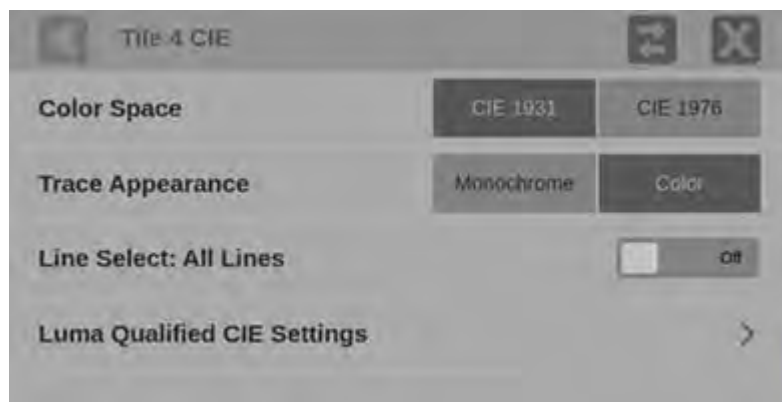 Tile 4 CIE
Color Space CIE 1931 CIE 1976
Trace Appearance Monochrome Color
Line Select: All Lines Off
Luma Qualified CIE Settings